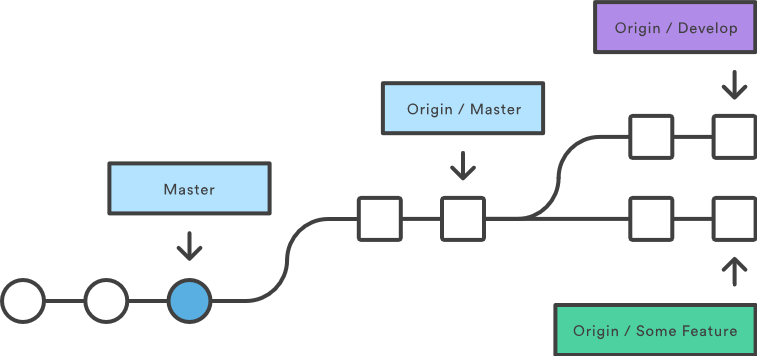 Origin / Develop
Origin / Master
Master
Origin / Some Feature